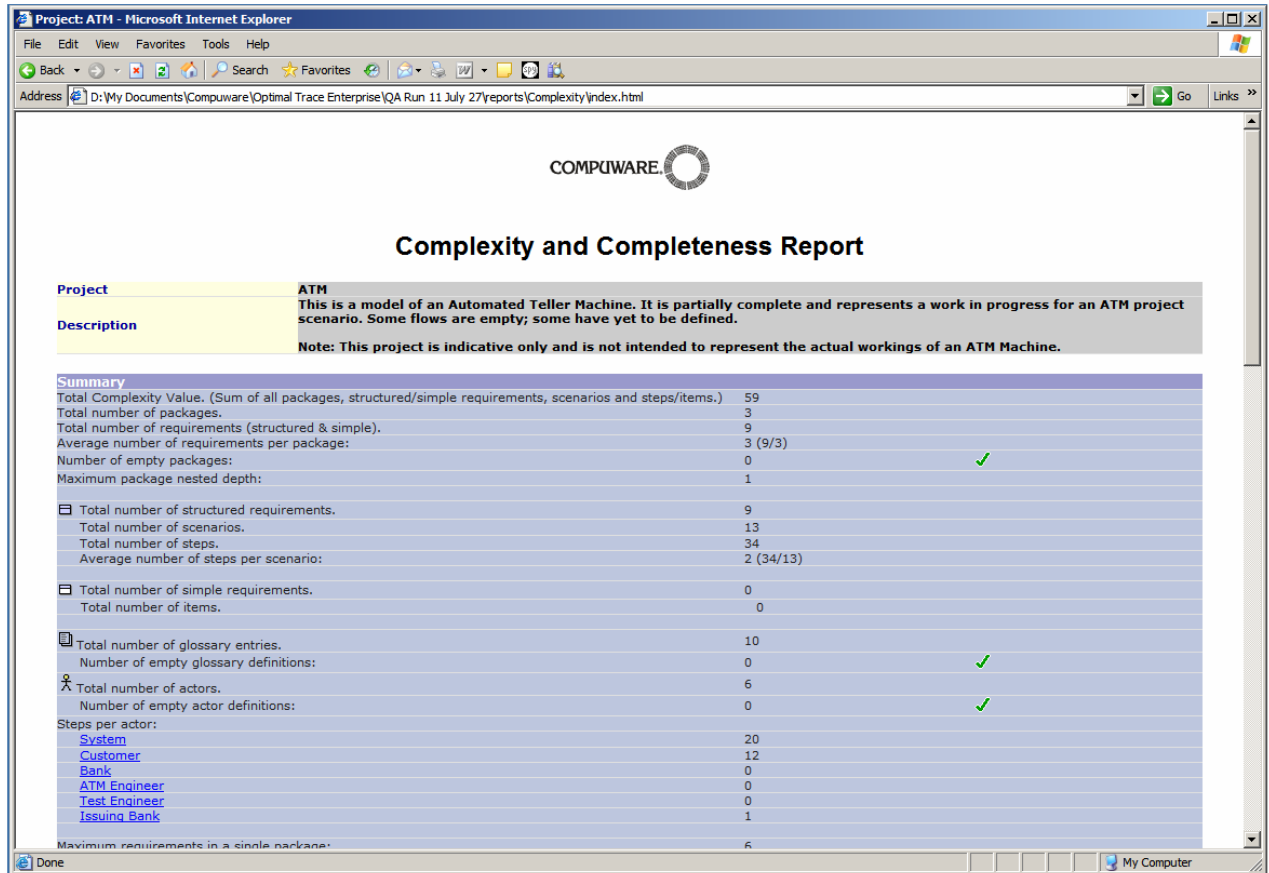 Project: ATM - Microsoft Internet Explorer
File Edit View Favorites Tools Help
Back Search Favorites
Address D:\My Documents\Compuware\Optimal Trace Enterprise\QA Run 11 July 27\reports\Complexity\index.html Go Links »
COMPUWARE.
Complexity and Completeness Report
Project ATM
Description This is a model of an Automated Teller Machine. It is partially complete and represents a work in progress for an ATM project
scenario. Some flows are empty; some have yet to be defined.
Note: This project is indicative only and is not intended to represent the actual workings of an ATM Machine.
Summary
Total Complexity Value. (Sum of all packages, structured/simple requirements, scenarios and steps/items.) 59
Total number of packages. 3
Total number of requirements (structured & simple). 9
Average number of requirements per package: 3 (9/3)
Number of empty packages: 0
Maximum package nested depth: 1
Total number of structured requirements. 9
Total number of scenarios. 13
Total number of steps. 34
Average number of steps per scenario: 2 (34/13)
Total number of simple requirements. 0
Total number of items. 0
Total number of glossary entries. 10
Number of empty glossary definitions: 0
Total number of actors. 6
Number of empty actor definitions: 0
Steps per actor:
System 20
Customer 12
Bank 0
ATM Engineer 0
Test Engineer 0
Issuing Bank 1
Maximum requirements in a single package: 6
Done My Computer